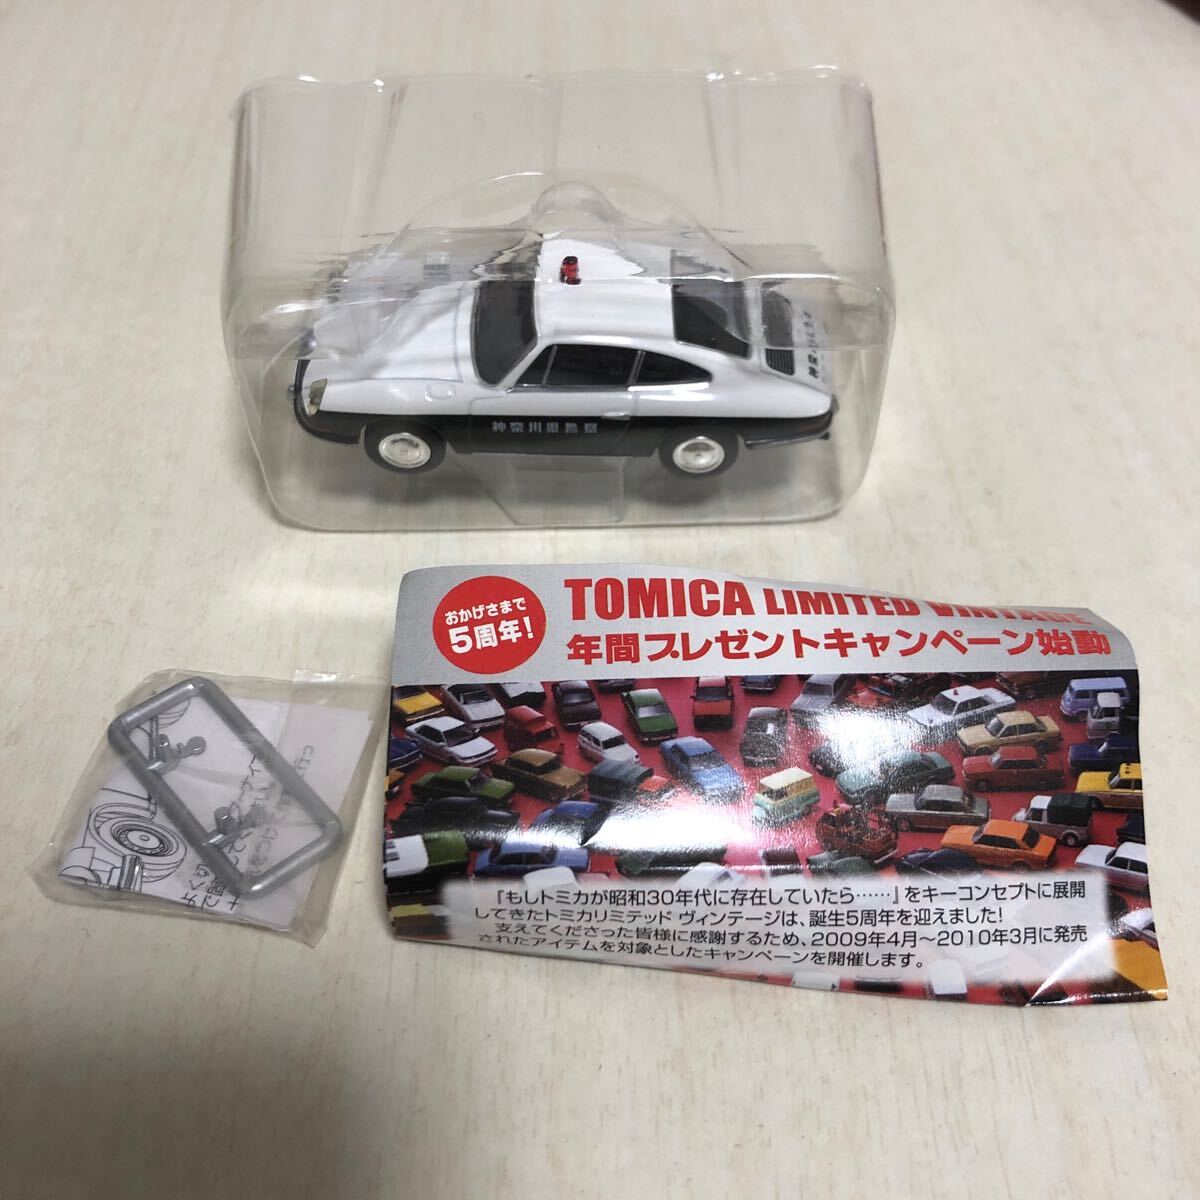 神奈川県警察
おかげさまで
5周年!
TOMICA LIMITED VINTAGE
年間プレゼントキャンペーン始動
『もしトミカが昭和30年代に存在していたら……』をキーコンセプトに展開
してきたトミカリミテッド ヴィンテージは、誕生5周年を迎えました!
支えてくださった皆様に感謝するため、2009年4月～2010年3月に発売
されたアイテムを対象としたキャンペーンを開催します。